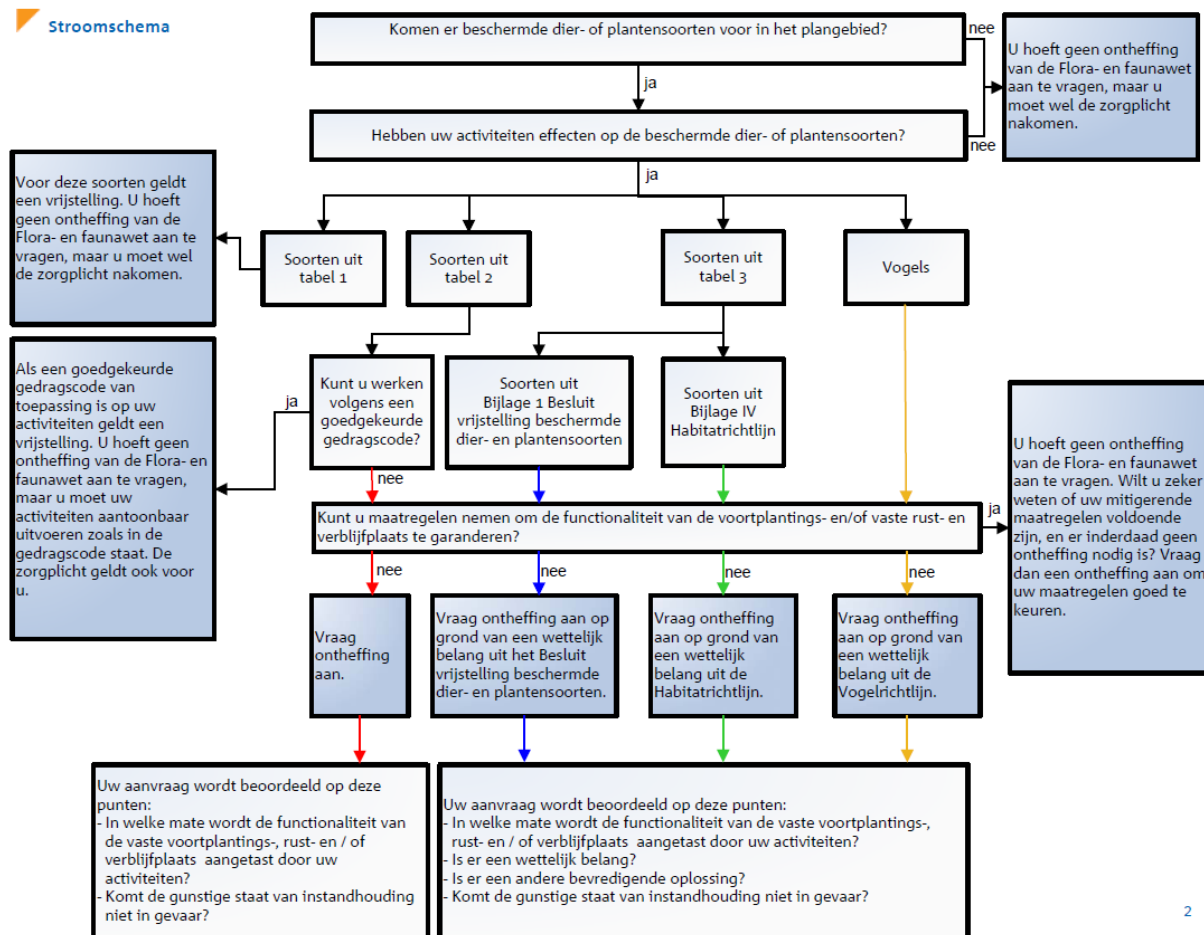 Stroomschema
Komen er beschermde dier- of plantensoorten voor in het plangebied?
nee
U hoeft geen ontheffing
van de Flora- en faunawet
aan te vragen, maar u
moet wel de zorgplicht
nakomen.
ja
Hebben uw activiteiten effecten op de beschermde dier- of plantensoorten?
nee
ja
Voor deze soorten geldt
een vrijstelling. U hoeft
geen ontheffing van de
Flora- en faunawet aan te
vragen, maar u moet wel
de zorgplicht nakomen.
Soorten uit
tabel 1
Soorten uit
tabel 2
Soorten uit
tabel 3
Vogels
Als een goedgekeurde
gedragscode van
toepassing is op uw
activiteiten geldt een
vrijstelling. U hoeft geen
ontheffing van de Flora- en
faunawet aan te vragen,
maar u moet uw
activiteiten aantoonbaar
uitvoeren zoals in de
gedragscode staat. De
zorgplicht geldt ook voor
u.
ja
Kunt u werken
volgens een
goedgekeurde
gedragscode?
Soorten uit
Bijlage 1 Besluit
vrijstelling beschermde
dier- en plantensoorten
Soorten uit
Bijlage IV
Habitatrichtlijn
nee
Kunt u maatregelen nemen om de functionaliteit van de voortplantings- en/of vaste rust- en
verblijfplaats te garanderen?
ja
U hoeft geen ontheffing
van de Flora- en faunawet
aan te vragen. Wilt u zeker
weten of uw mitigerende
maatregelen voldoende
zijn, en er inderdaad geen
ontheffing nodig is? Vraag
dan een ontheffing aan om
uw maatregelen goed te
keuren.
nee
nee
nee
nee
Vraag
ontheffing
aan.
Vraag ontheffing aan op
grond van een wettelijk
belang uit het Besluit
vrijstelling beschermde
dier- en plantensoorten.
Vraag ontheffing
aan op grond van
een wettelijk
belang uit de
Habitatrichtlijn.
Vraag ontheffing
aan op grond van
een wettelijk
belang uit de
Vogelrichtlijn.
Uw aanvraag wordt beoordeeld op deze
punten:
- In welke mate wordt de functionaliteit van
de vaste voortplantings-, rust- en / of
verblijfplaats aangetast door uw
activiteiten?
- Komt de gunstige staat van instandhouding
niet in gevaar?
Uw aanvraag wordt beoordeeld op deze punten:
- In welke mate wordt de functionaliteit van de vaste voortplantings-,
rust- en / of verblijfplaats aangetast door uw activiteiten?
- Is er een wettelijk belang?
- Is er een andere bevredigende oplossing?
- Komt de gunstige staat van instandhouding niet in gevaar?
2